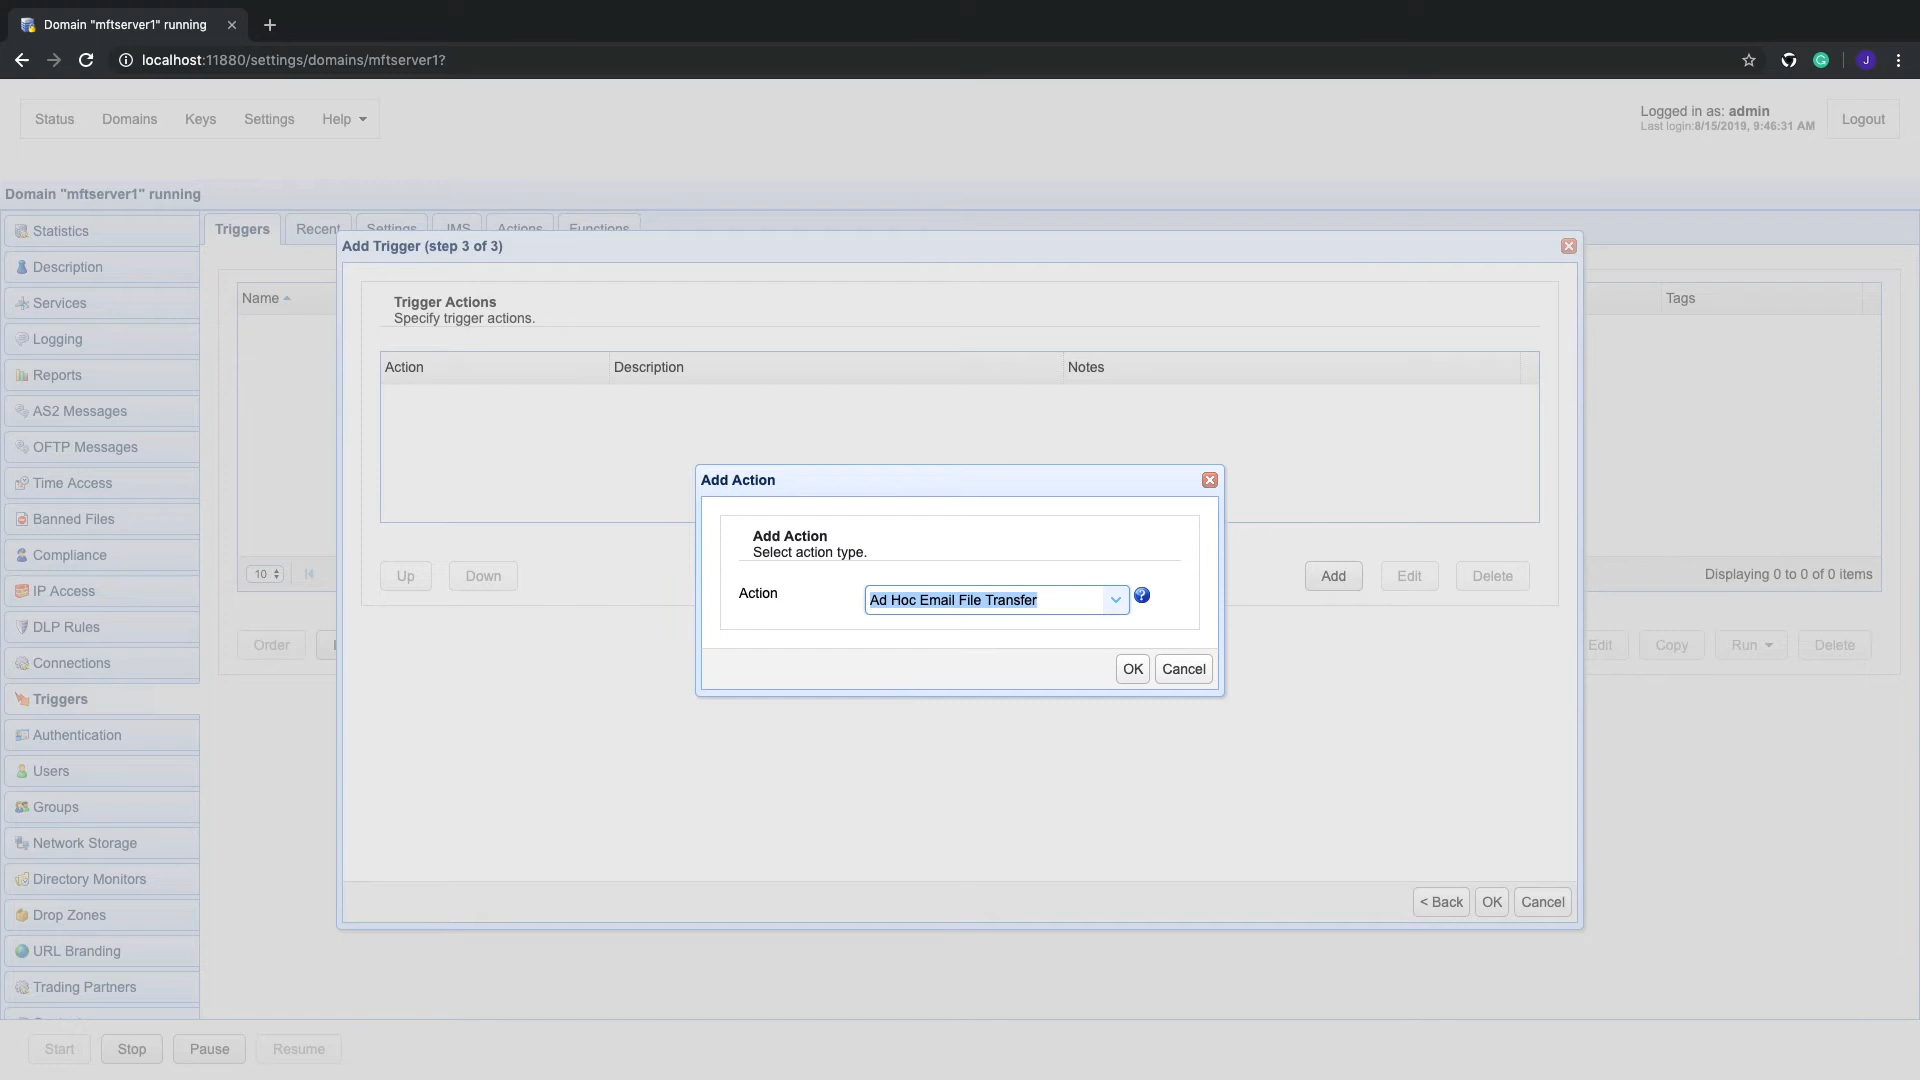 Domain "mftserver1" running
localhost:11880/settings/domains/mftserver1?
G
J
Status Domains Keys Settings Help
Logged in as: admin
Last login:8/15/2019, 9:46:31 AM
Logout
Domain "mftserver1" running
Statistics
Description
Services
Logging
Reports
AS2 Messages
OFTP Messages
Time Access
Banned Files
Compliance
IP Access
DLP Rules
Connections
Triggers
Authentication
Users
Groups
Network Storage
Directory Monitors
Drop Zones
URL Branding
Trading Partners
Triggers Recent Settings JMS Actions Functions
Name
Tags
10
Displaying 0 to 0 of 0 items
Order
Edit Copy Run Delete
Add Trigger (step 3 of 3)
Trigger Actions
Specify trigger actions.
Action Description Notes
Up Down Add Edit Delete
Add Action
Add Action
Select action type.
Action Ad Hoc Email File Transfer ?
OK Cancel
< Back OK Cancel
Start Stop Pause Resume